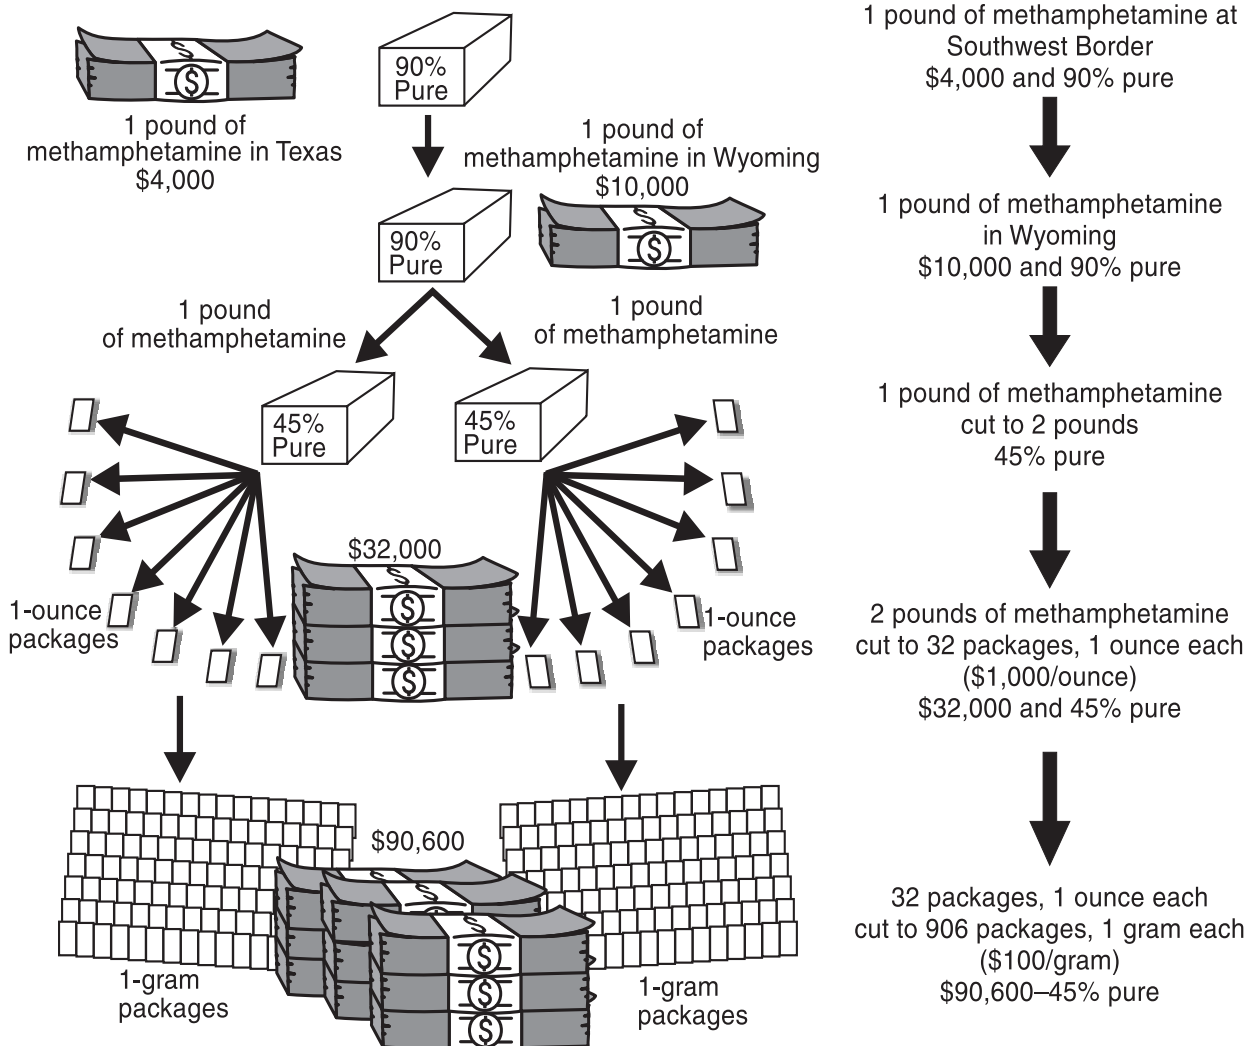 90%
Pure
1 pound of
methamphetamine in Texas
$4,000
1 pound of
methamphetamine in Wyoming
$10,000
$
$
90%
Pure
$
$
1 pound
of methamphetamine
1 pound
of methamphetamine
45%
Pure
45%
Pure
$32,000
$
$
$
$
1-ounce
packages
1-ounce
packages
$90,600
$
$
$
$
1-gram
packages
1-gram
packages
1 pound of methamphetamine at
Southwest Border
$4,000 and 90% pure
1 pound of methamphetamine
in Wyoming
$10,000 and 90% pure
1 pound of methamphetamine
cut to 2 pounds
45% pure
2 pounds of methamphetamine
cut to 32 packages, 1 ounce each
($1,000/ounce)
$32,000 and 45% pure
32 packages, 1 ounce each
cut to 906 packages, 1 gram each
($100/gram)
$90,600–45% pure